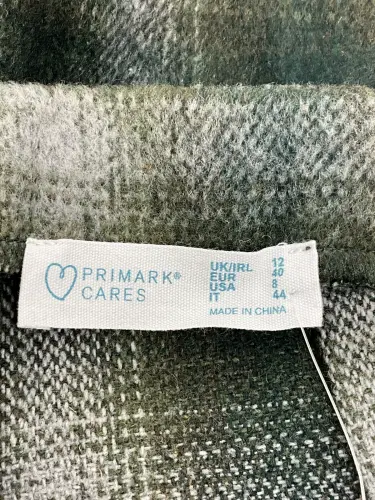 PRIMARK®
CARES
UK/IRL 12
EUR 40
USA 8
IT 44
MADE IN CHINA